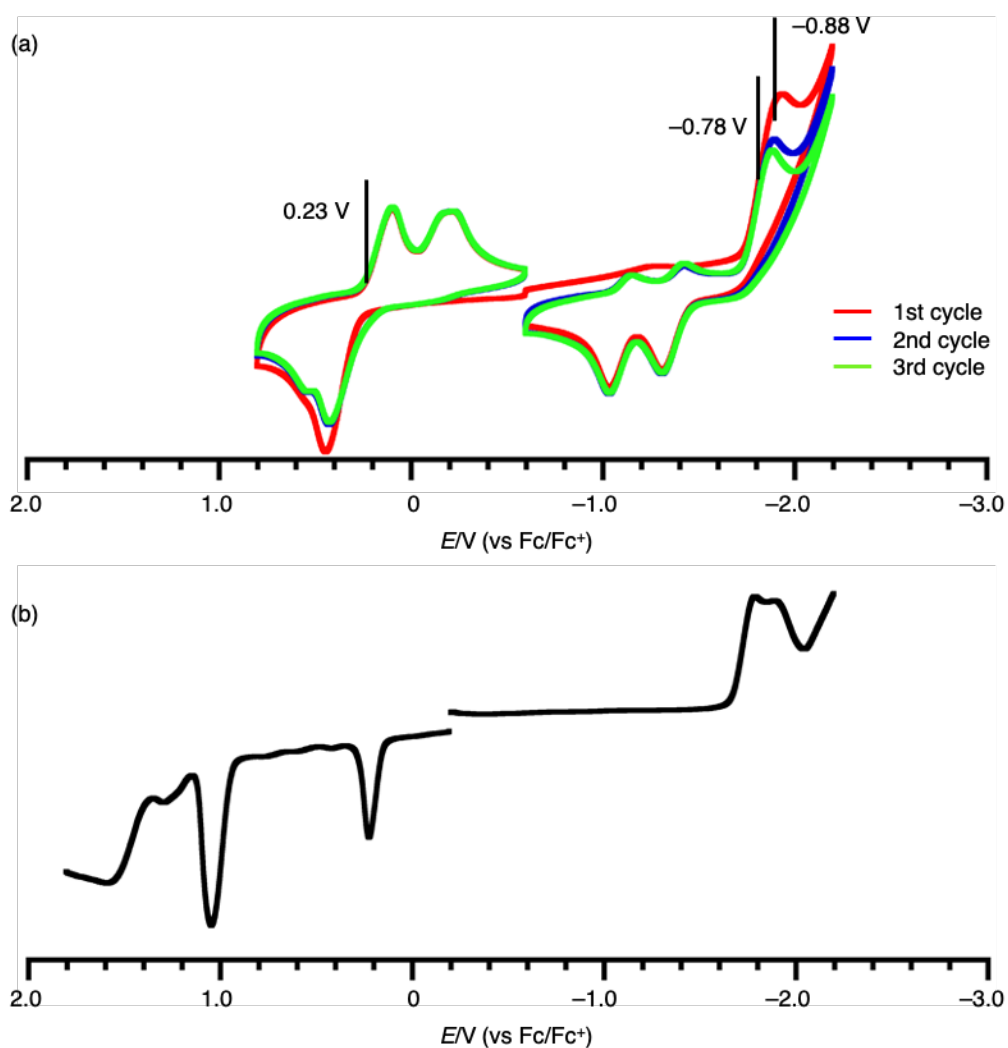 (a)
−0.88 V
−0.78 V
0.23 V
1st cycle
2nd cycle
3rd cycle
2.0 1.0 0 −1.0 −2.0 −3.0
E/V (vs Fc/Fc⁺)
(b)
2.0 1.0 0 −1.0 −2.0 −3.0
E/V (vs Fc/Fc⁺)